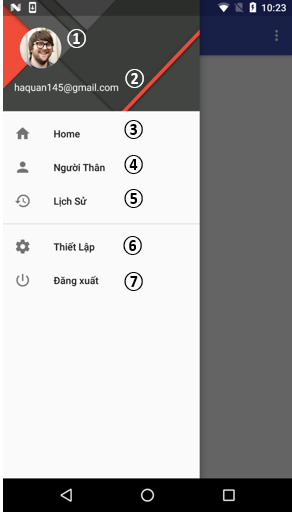 10:23
①
haquan145@gmail.com ②
Home ③
Người Thân ④
Lịch Sử ⑤
Thiết Lập ⑥
Đăng xuất ⑦